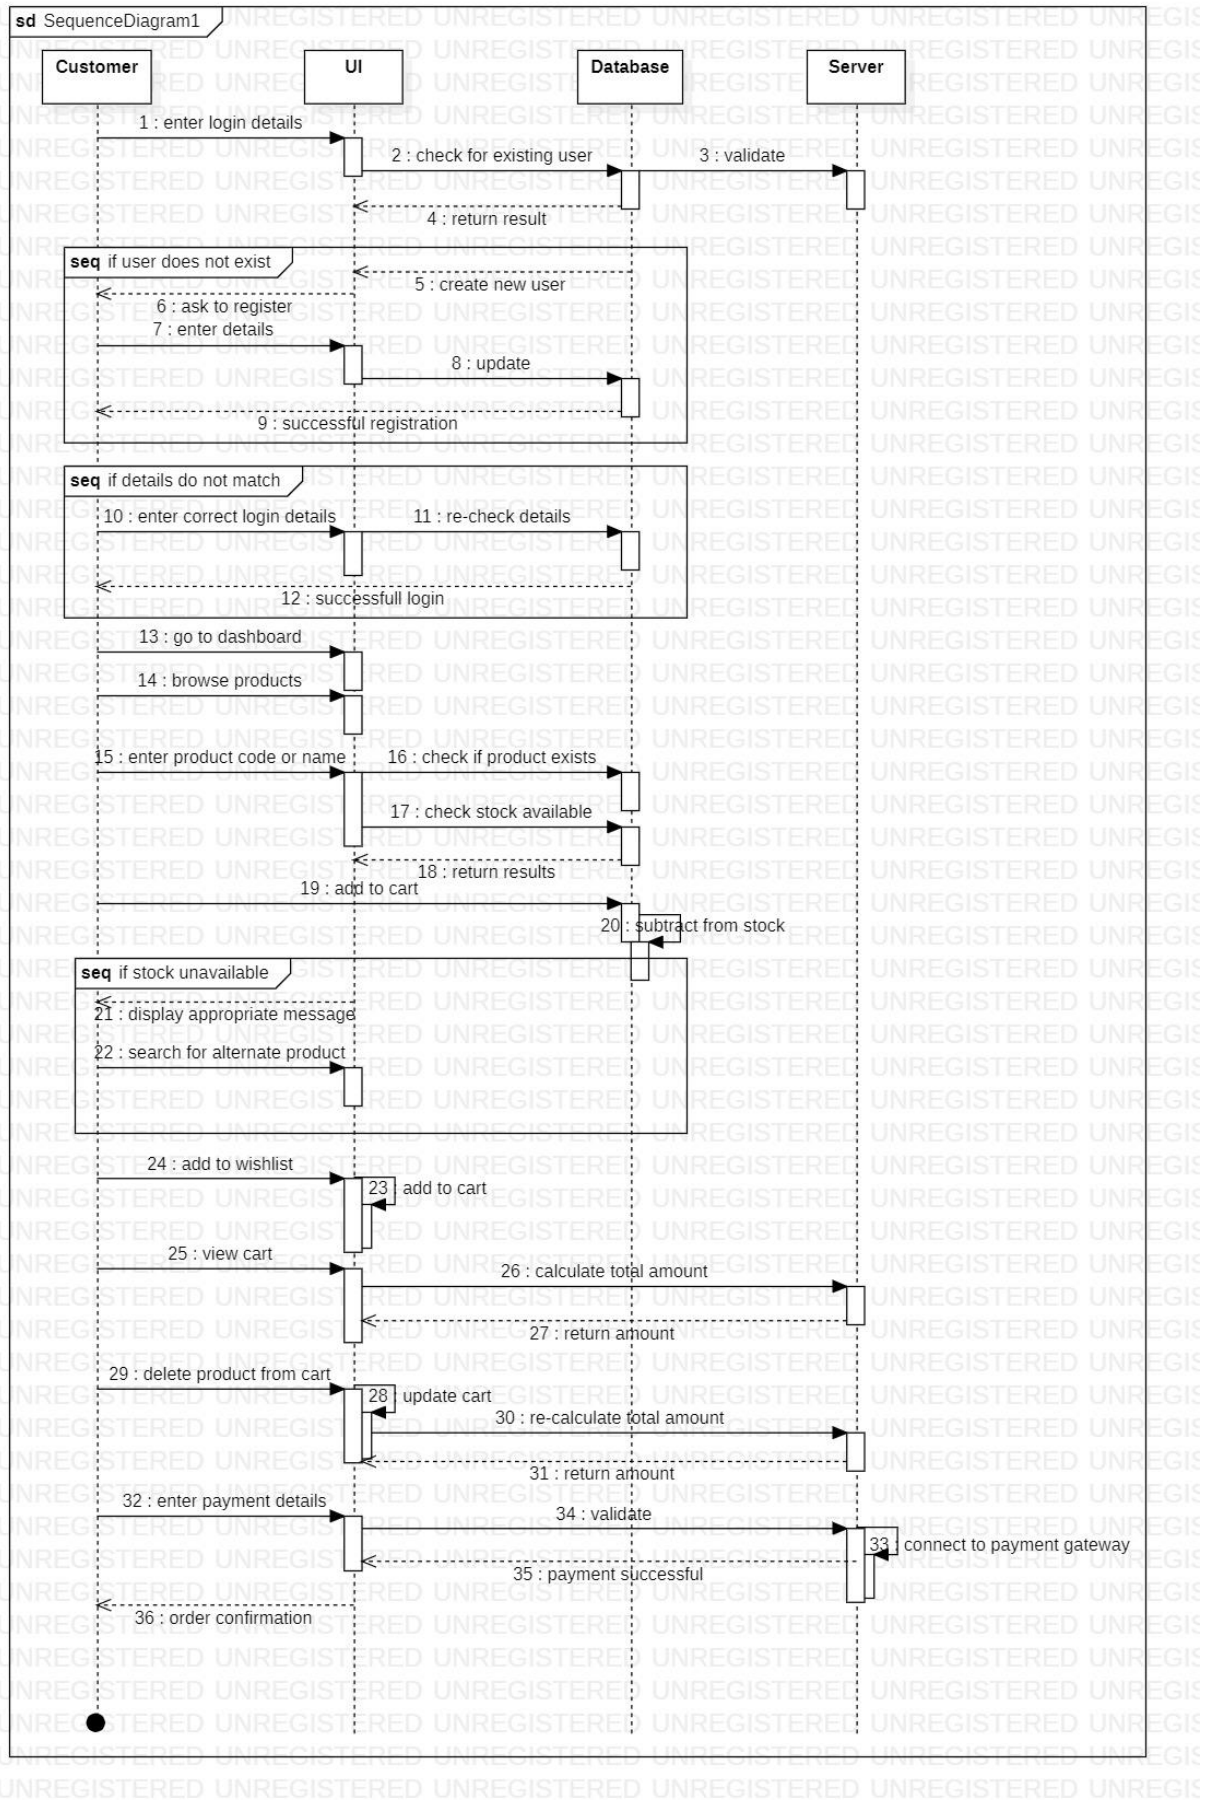 sd SequenceDiagram1
Customer UI Database Server
1 : enter login details
2 : check for existing user 3 : validate
4 : return result
seq if user does not exist
5 : create new user
6 : ask to register
7 : enter details
8 : update
9 : successful registration
seq if details do not match
10 : enter correct login details 11 : re-check details
12 : successfull login
13 : go to dashboard
14 : browse products
15 : enter product code or name 16 : check if product exists
17 : check stock available
18 : return results
19 : add to cart
20 : subtract from stock
seq if stock unavailable
21 : display appropriate message
22 : search for alternate product
24 : add to wishlist
23 : add to cart
25 : view cart
26 : calculate total amount
27 : return amount
29 : delete product from cart
28 : update cart
30 : re-calculate total amount
31 : return amount
32 : enter payment details
34 : validate
33 : connect to payment gateway
35 : payment successful
36 : order confirmation
UNREGISTERED